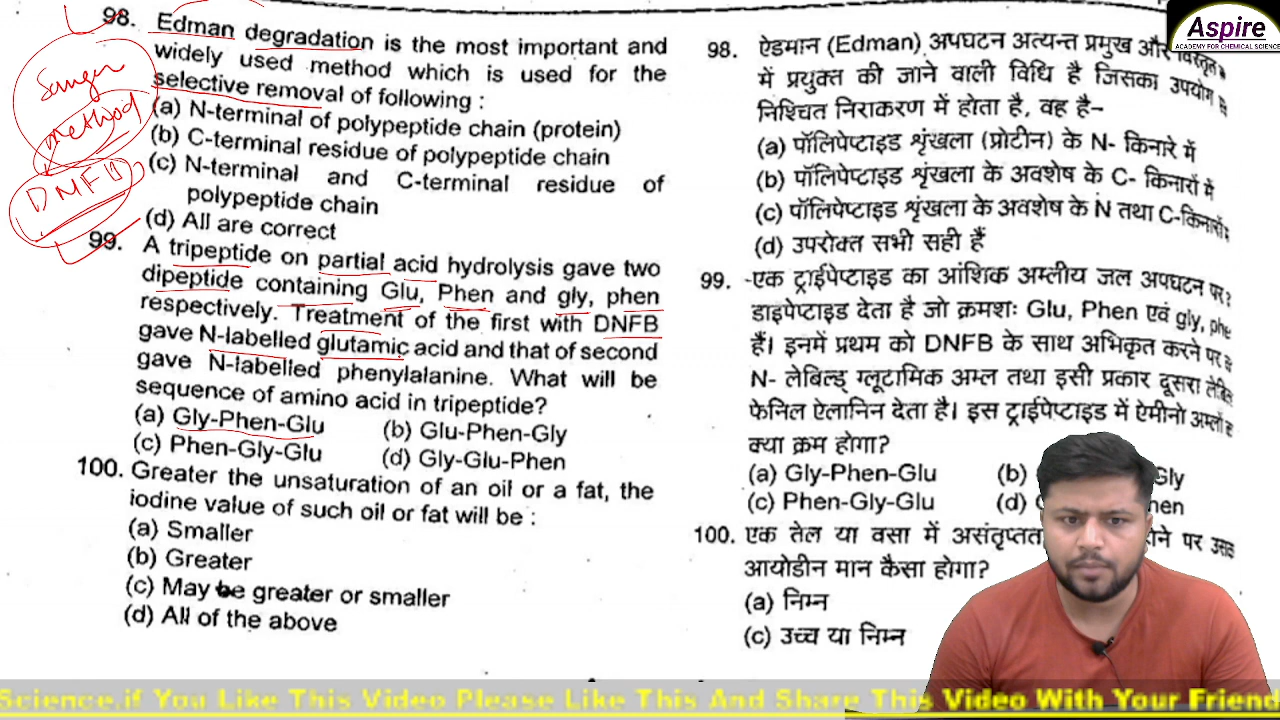 98. Edman degradation is the most important and
widely used method which is used for the
selective removal of following :
(a) N-terminal of polypeptide chain (protein)
(b) C-terminal residue of polypeptide chain
(c) N-terminal and C-terminal residue of
polypeptide chain
(d) All are correct
Sanger
method
DNFB
99. A tripeptide on partial acid hydrolysis gave two
dipeptide containing Glu, Phen and gly, phen
respectively. Treatment of the first with DNFB
gave N-labelled glutamic acid and that of second
gave N-labelled phenylalanine. What will be
sequence of amino acid in tripeptide?
(a) Gly-Phen-Glu (b) Glu-Phen-Gly
(c) Phen-Gly-Glu (d) Gly-Glu-Phen
100. Greater the unsaturation of an oil or a fat, the
iodine value of such oil or fat will be :
(a) Smaller
(b) Greater
(c) May be greater or smaller
(d) All of the above
98. ऐडमान (Edman) अपघटन अत्यन्त प्रमुख और विस्तृत
में प्रयुक्त की जाने वाली विधि है जिसका उपयोग
निश्चित निराकरण में होता है, वह है–
(a) पॉलिपेप्टाइड शृंखला (प्रोटीन) के N- किनारे में
(b) पॉलिपेप्टाइड शृंखला के अवशेष के C- किनारों में
(c) पॉलिपेप्टाइड शृंखला के अवशेष के N तथा C-किनारों
(d) उपरोक्त सभी सही हैं
99. -एक ट्राईपेप्टाइड का आंशिक अम्लीय जल अपघटन पर
डाइपेप्टाइड देता है जो क्रमशः Glu, Phen एवं gly, phe
हैं। इनमें प्रथम को DNFB के साथ अभिकृत करने पर
N- लेबिल्ड् ग्लूटामिक अम्ल तथा इसी प्रकार दूसरा
फेनिल ऐलानिन देता है। इस ट्राईपेप्टाइड में ऐमीनो अम्लों
क्या क्रम होगा?
(a) Gly-Phen-Glu (b) Gly
(c) Phen-Gly-Glu (d) hen
100. एक तेल या वसा में असंतृप्तत पर
आयोडीन मान कैसा होगा?
(a) निम्न
(c) उच्च या निम्न
Aspire
ACADEMY FOR CHEMICAL SCIENCE
Science.if You Like This Video Please Like This And Share This Video With Your Friend